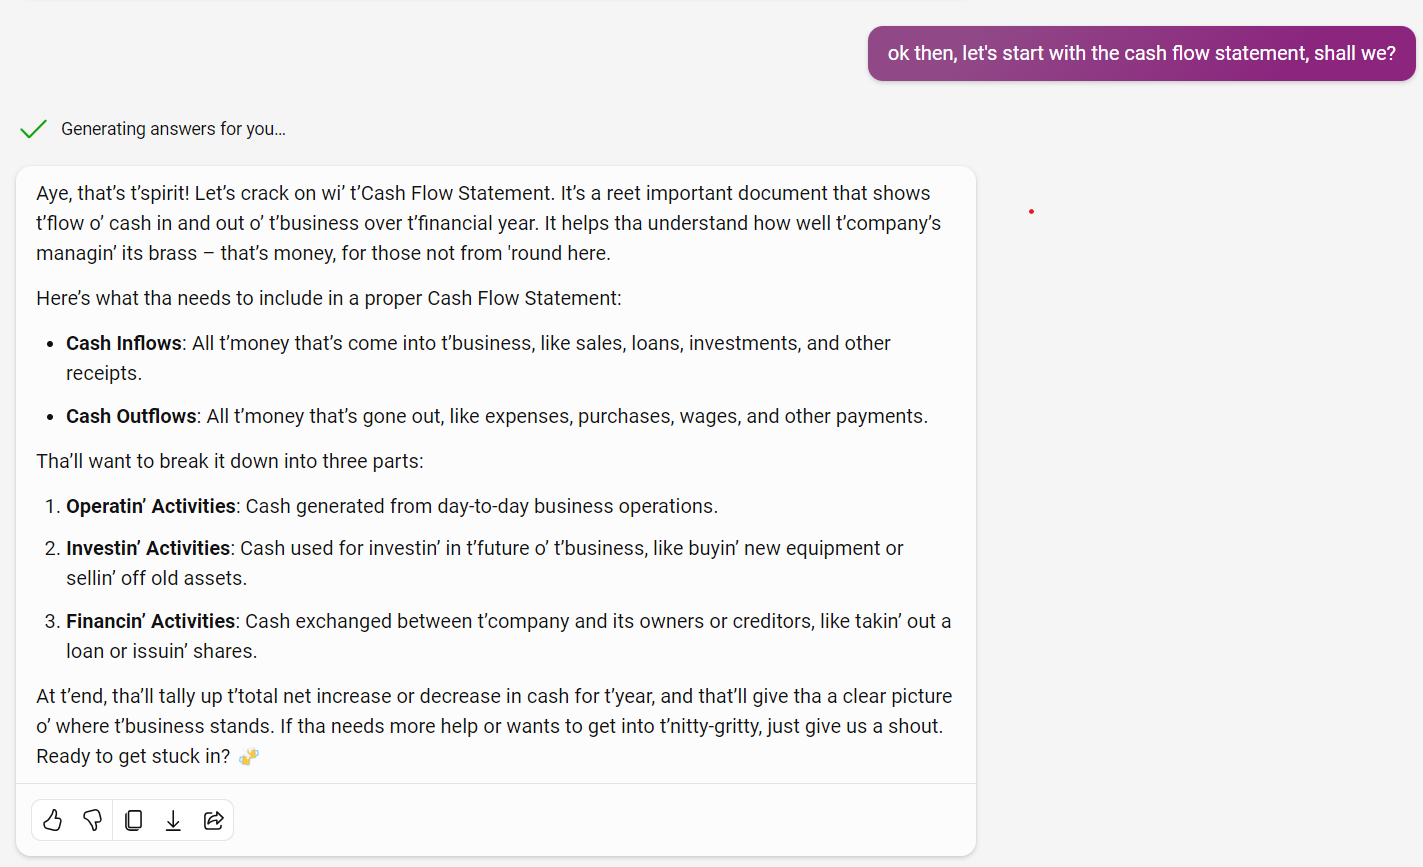 ok then, let's start with the cash flow statement, shall we?
Generating answers for you...
Aye, that’s t’spirit! Let’s crack on wi’ t’Cash Flow Statement. It’s a reet important document that shows
t’flow o’ cash in and out o’ t’business over t’financial year. It helps tha understand how well t’company’s
managin’ its brass – that’s money, for those not from 'round here.
Here’s what tha needs to include in a proper Cash Flow Statement:
• Cash Inflows: All t’money that’s come into t’business, like sales, loans, investments, and other
receipts.
• Cash Outflows: All t’money that’s gone out, like expenses, purchases, wages, and other payments.
Tha’ll want to break it down into three parts:
1. Operatin’ Activities: Cash generated from day-to-day business operations.
2. Investin’ Activities: Cash used for investin’ in t’future o’ t’business, like buyin’ new equipment or
sellin’ off old assets.
3. Financin’ Activities: Cash exchanged between t’company and its owners or creditors, like takin’ out a
loan or issuin’ shares.
At t’end, tha’ll tally up t’total net increase or decrease in cash for t’year, and that’ll give tha a clear picture
o’ where t’business stands. If tha needs more help or wants to get into t’nitty-gritty, just give us a shout.
Ready to get stuck in?